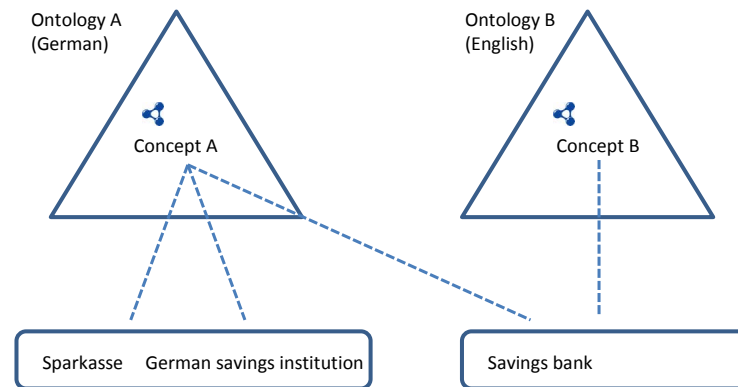 Ontology A
(German)
Ontology B
(English)
Concept A
Concept B
Sparkasse German savings institution
Savings bank